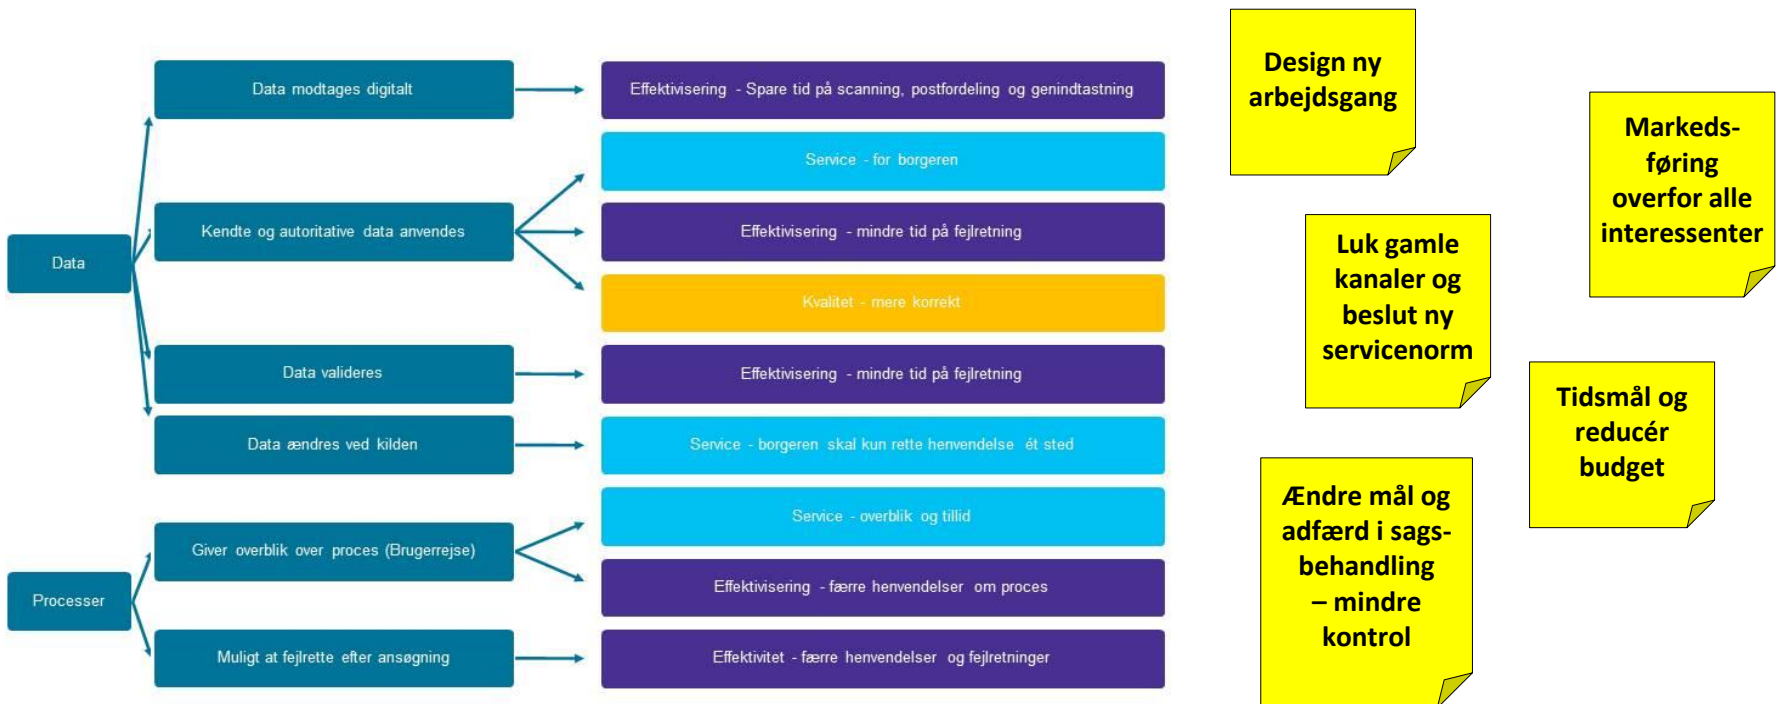 Data modtages digitalt
Effektivisering - Spare tid på scanning, postfordeling og genindtastning
Service - for borgeren
Data
Kendte og autoritative data anvendes
Effektivisering - mindre tid på fejlretning
Kvalitet - mere korrekt
Data valideres
Effektivisering - mindre tid på fejlretning
Data ændres ved kilden
Service - borgeren skal kun rette henvendelse ét sted
Processer
Giver overblik over proces (Brugerrejse)
Service - overblik og tillid
Effektivisering - færre henvendelser om proces
Muligt at fejlrette efter ansøgning
Effektivitet - færre henvendelser og fejlretninger
Design ny
arbejdsgang
Markeds-
føring
overfor alle
interessenter
Luk gamle
kanaler og
beslut ny
servicenorm
Tidsmål og
reducér
budget
Ændre mål og
adfærd i sags-
behandling
– mindre
kontrol